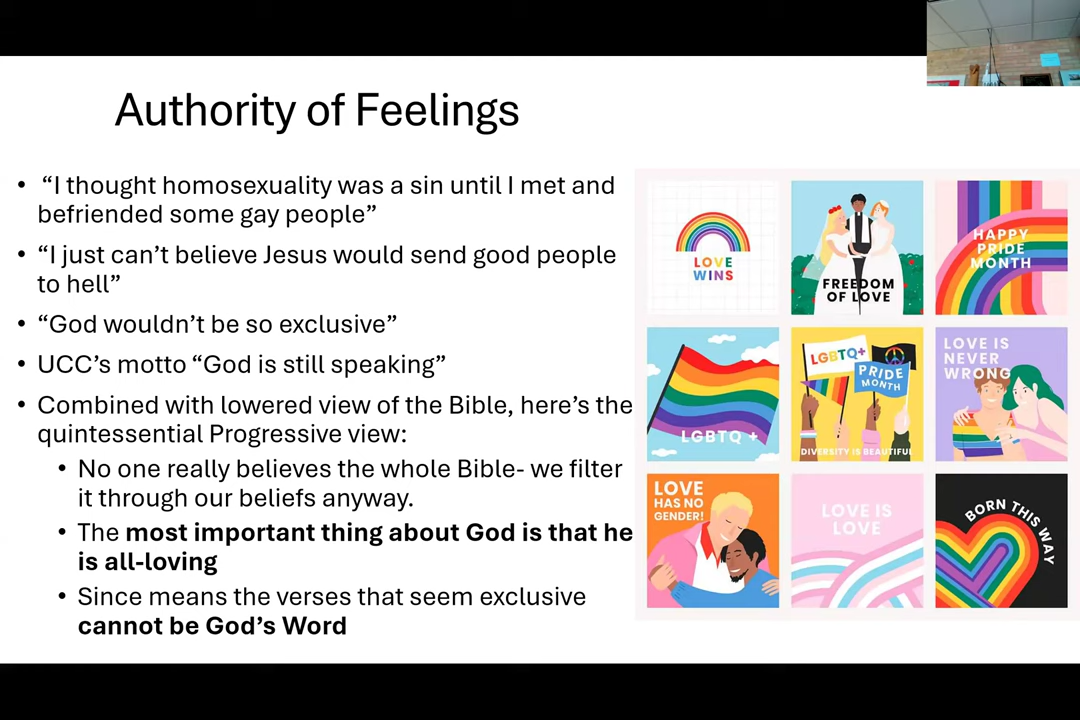 Authority of Feelings
• “I thought homosexuality was a sin until I met and
befriended some gay people”
• “I just can’t believe Jesus would send good people
to hell”
• “God wouldn’t be so exclusive”
• UCC’s motto “God is still speaking”
• Combined with lowered view of the Bible, here’s the
quintessential Progressive view:
• No one really believes the whole Bible- we filter
it through our beliefs anyway.
• The most important thing about God is that he
is all-loving
• Since means the verses that seem exclusive
cannot be God’s Word
LOVE
WINS
FREEDOM
OF LOVE
HAPPY
PRIDE
MONTH
LGBTQ +
LGBTQ+
PRIDE
MONTH
DIVERSITY IS BEAUTIFUL
LOVE IS
NEVER
WRONG
LOVE
HAS NO
GENDER!
LOVE IS
LOVE
BORN THIS WAY